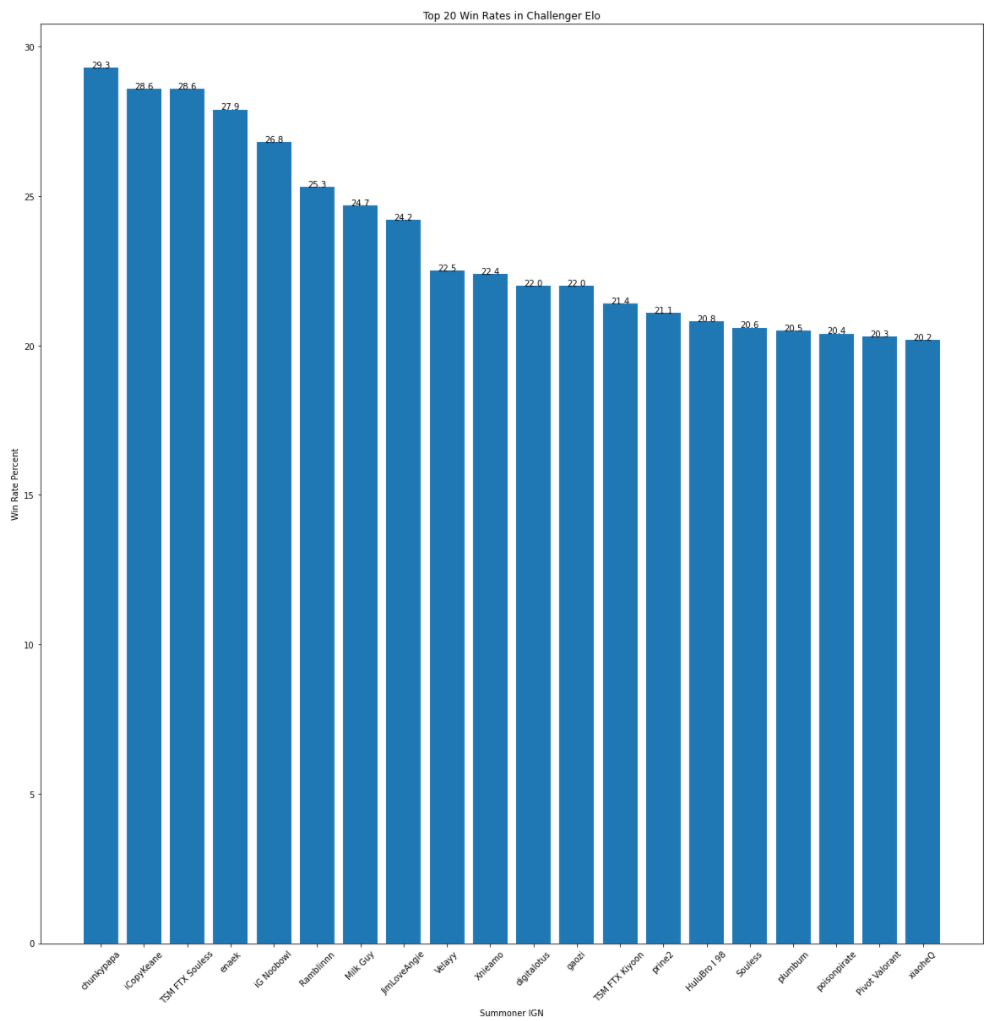 Top 20 Win Rates in Challenger Elo
30
25
20
15
10
5
0
Win Rate Percent
29.3
28.6
28.6
27.9
26.8
25.3
24.7
24.2
22.5
22.4
22.0
22.0
21.4
21.1
20.8
20.6
20.5
20.4
20.3
20.2
chunkypapa
iCopyKeane
TSM FTX Souless
enaek
IG Noobowl
Ramblinnn
Milk Guy
JimLoveAngie
Velayy
Xnieamo
digitalotus
gaozi
TSM FTX Kiyoon
prine2
HuluBro l 98
Souless
plumbum
poisonpirate
Pivot Valorant
xiaoheQ
Summoner IGN